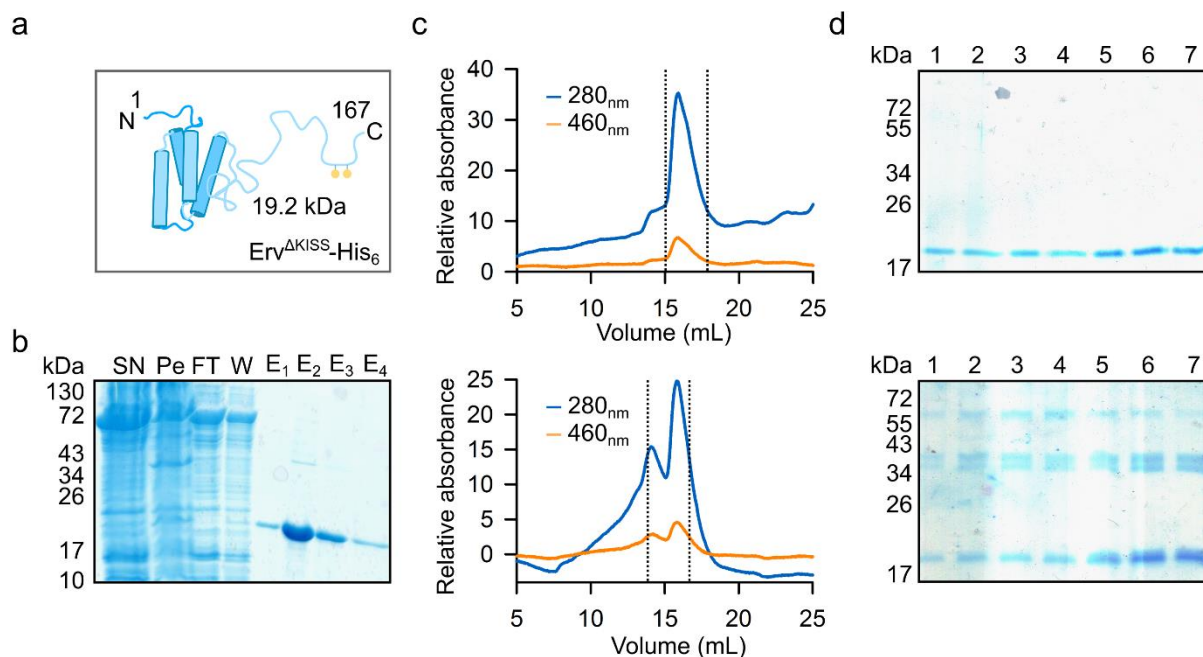 a
1
N
167
C
19.2 kDa
Erv^ΔKISS-His₆
b
kDa SN Pe FT W E₁ E₂ E₃ E₄
130
72
43
34
26
17
10
c
40
30
20
10
0
Relative absorbance
280nm
460nm
5 10 15 20 25
Volume (mL)
25
20
15
10
5
0
Relative absorbance
280nm
460nm
5 10 15 20 25
Volume (mL)
d
kDa 1 2 3 4 5 6 7
72
55
34
26
17
1 2 3 4 5 6 7
72
55
43
34
26
17